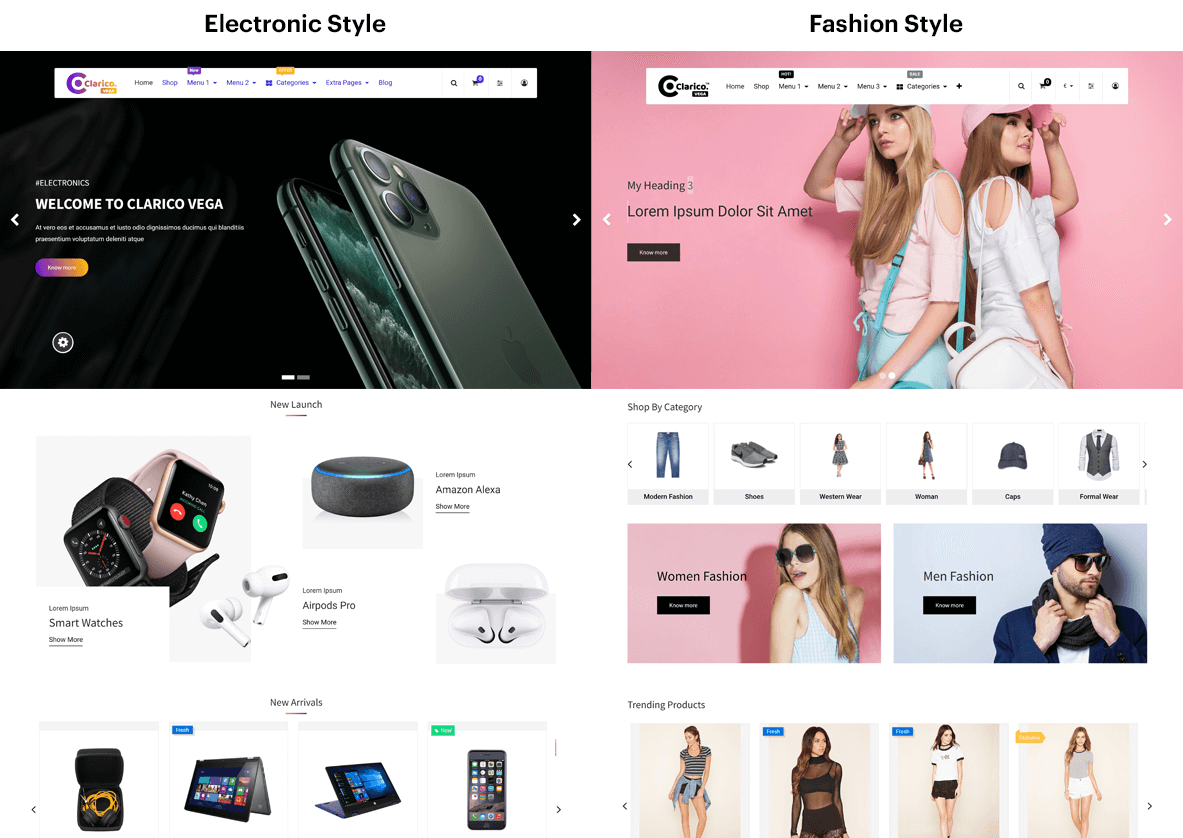 Electronic Style
Clarico.
VEGA
Home
Shop
New
Menu 1
Menu 2
Categories
Extra Pages
Blog
0
#ELECTRONICS
WELCOME TO CLARICO VEGA
At vero eos et accusamus et iusto odio dignissimos ducimus qui blanditiis
praesentium voluptatum deleniti atque
Know more
New Launch
Kathy Chen
10:09
Lorem Ipsum
Smart Watches
Show More
Lorem Ipsum
Amazon Alexa
Show More
Lorem Ipsum
Airpods Pro
Show More
New Arrivals
Fresh
New
Fashion Style
Clarico.
VEGA
Home
Shop
HOT!
Menu 1
Menu 2
Menu 3
SALE
Categories
0
€
My Heading 3
Lorem Ipsum Dolor Sit Amet
Know more
Shop By Category
Modern Fashion
Shoes
Western Wear
Woman
Caps
Formal Wear
Women Fashion
Know more
Men Fashion
Know more
Trending Products
Fresh
Fresh